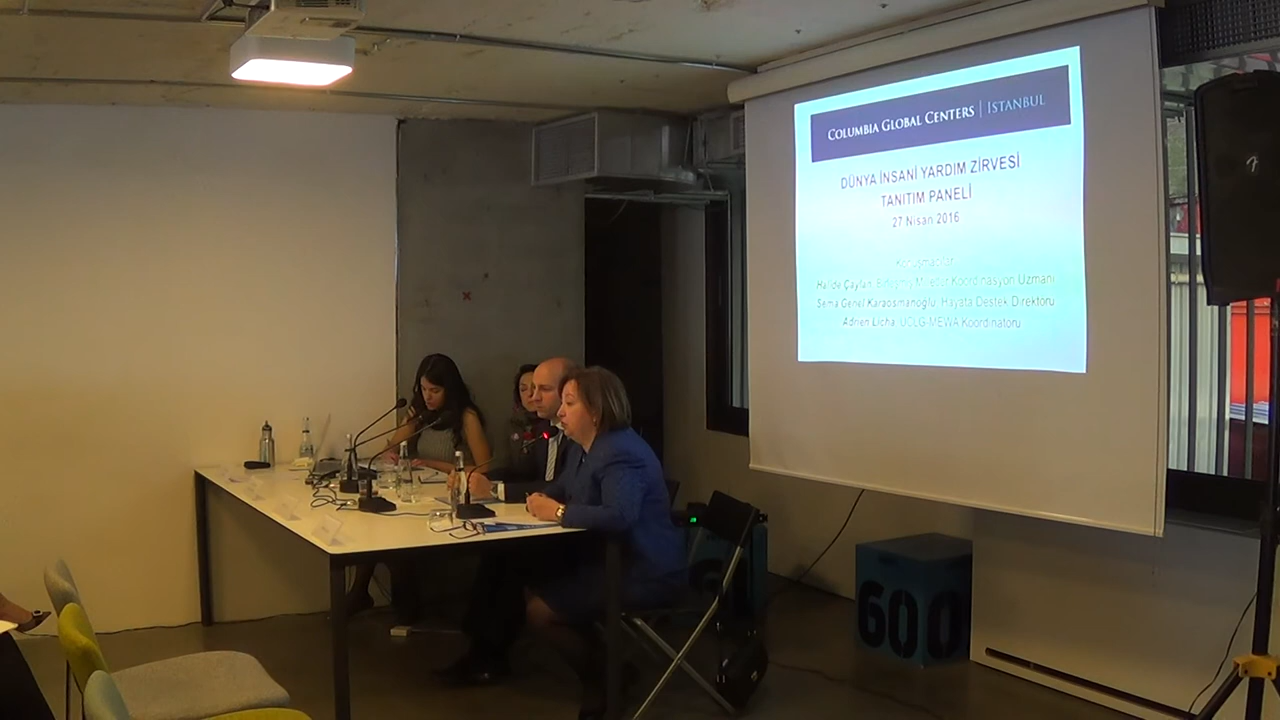 COLUMBIA GLOBAL CENTERS | ISTANBUL
DÜNYA İNSANİ YARDIM ZİRVESİ
TANITIM PANELİ
27 Nisan 2016
Konuşmacılar
Halide Çaylan, Birleşmiş Milletler Koordinasyon Uzmanı
Sema Genel Karaosmanoğlu, Hayata Destek Direktörü
Adrien Licha, UCLG-MEWA Koordinatörü
600